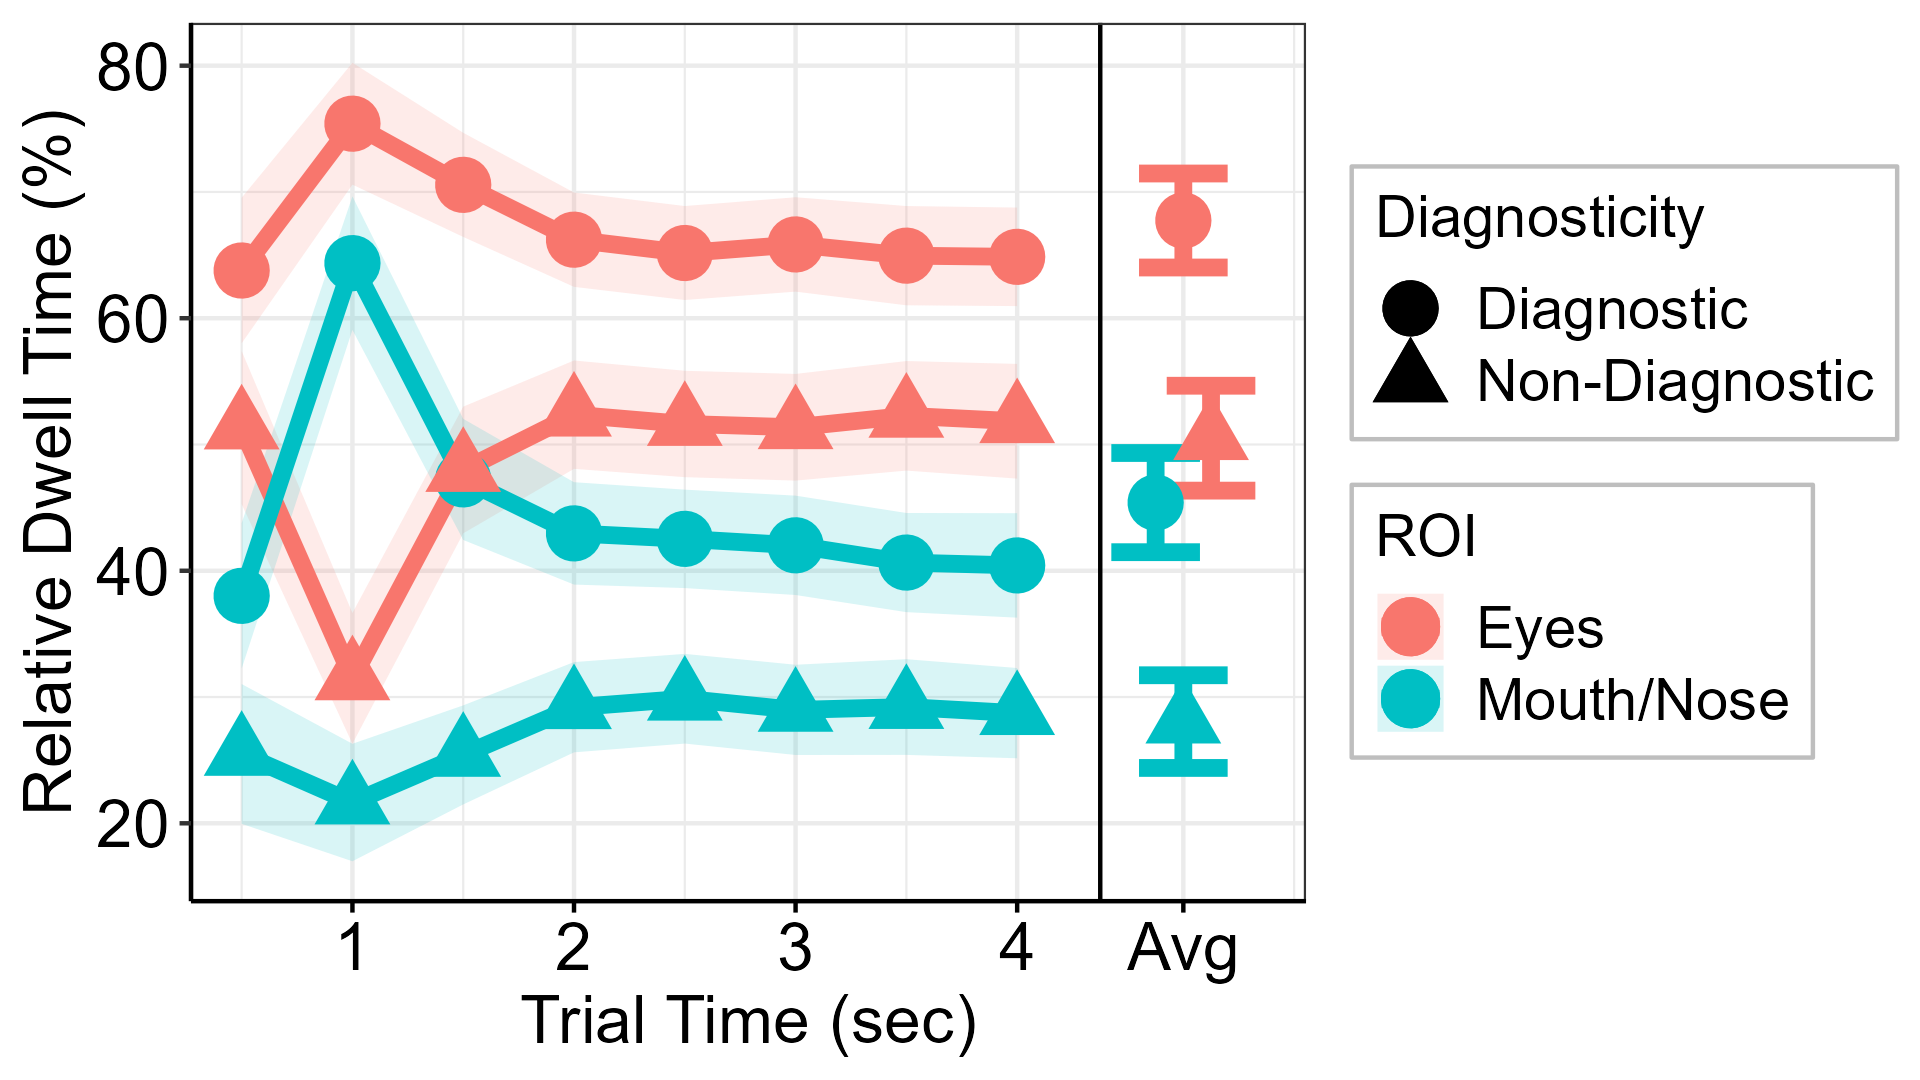 Relative Dwell Time (%)
80
60
40
20
1 2 3 4 Avg
Trial Time (sec)
Diagnosticity
Diagnostic
Non-Diagnostic
ROI
Eyes
Mouth/Nose